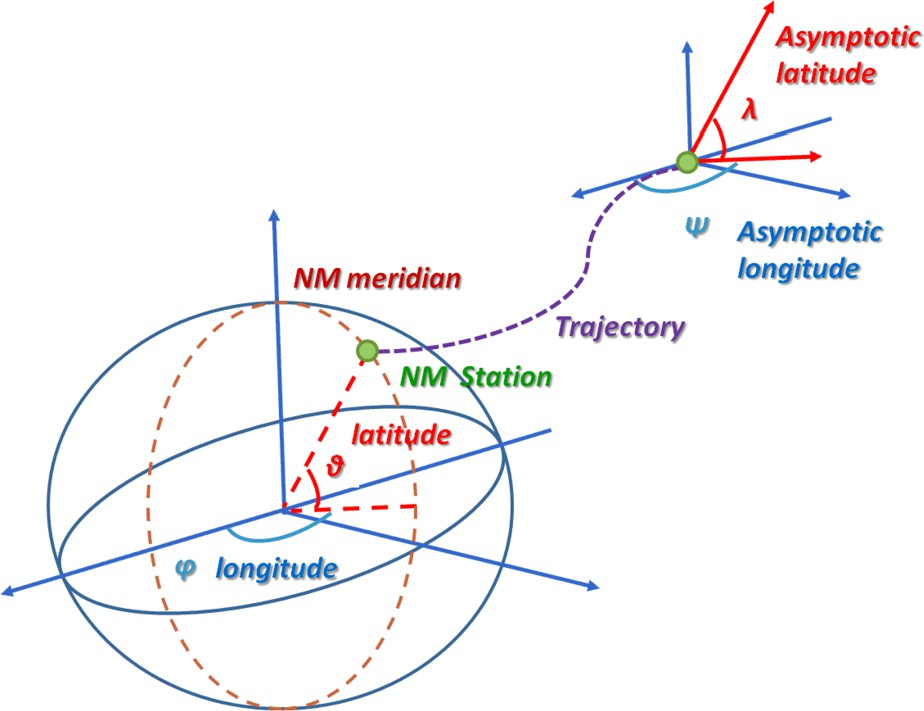 Asymptotic
latitude
λ
Ψ Asymptotic
longitude
NM meridian
Trajectory
NM Station
latitude
ϑ
φ longitude